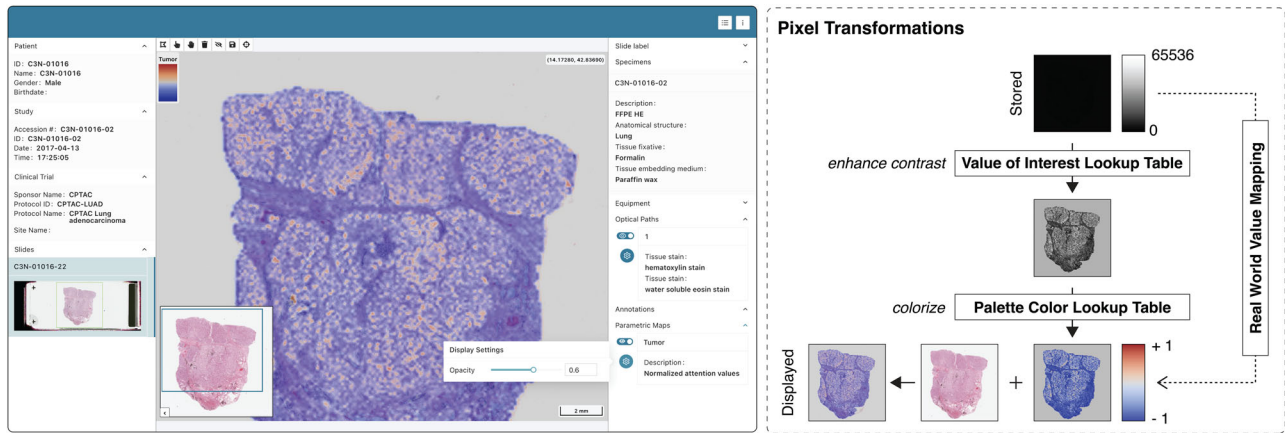 Patient
ID: C3N-01016
Name: C3N-01016
Gender: Male
Birthdate:
Study
Accession #: C3N-01016-02
ID: C3N-01016-02
Date: 2017-04-13
Time: 17:25:05
Clinical Trial
Sponsor Name: CPTAC
Protocol ID: CPTAC-LUAD
Protocol Name: CPTAC Lung
adenocarcinoma
Site Name:
Slides
C3N-01016-22
Tumor
(14.17280, 42.83690)
Display Settings
Opacity 0.6
2 mm
Slide label
Specimens
C3N-01016-02
Description:
FFPE HE
Anatomical structure:
Lung
Tissue fixative:
Formalin
Tissue embedding medium:
Paraffin wax
Equipment
Optical Paths
1
Tissue stain:
hematoxylin stain
Tissue stain:
water soluble eosin stain
Annotations
Parametric Maps
Tumor
Description:
Normalized attention values
Pixel Transformations
Stored
65536
0
enhance contrast
Value of Interest Lookup Table
Real World Value Mapping
colorize
Palette Color Lookup Table
Displayed
+
+ 1
- 1